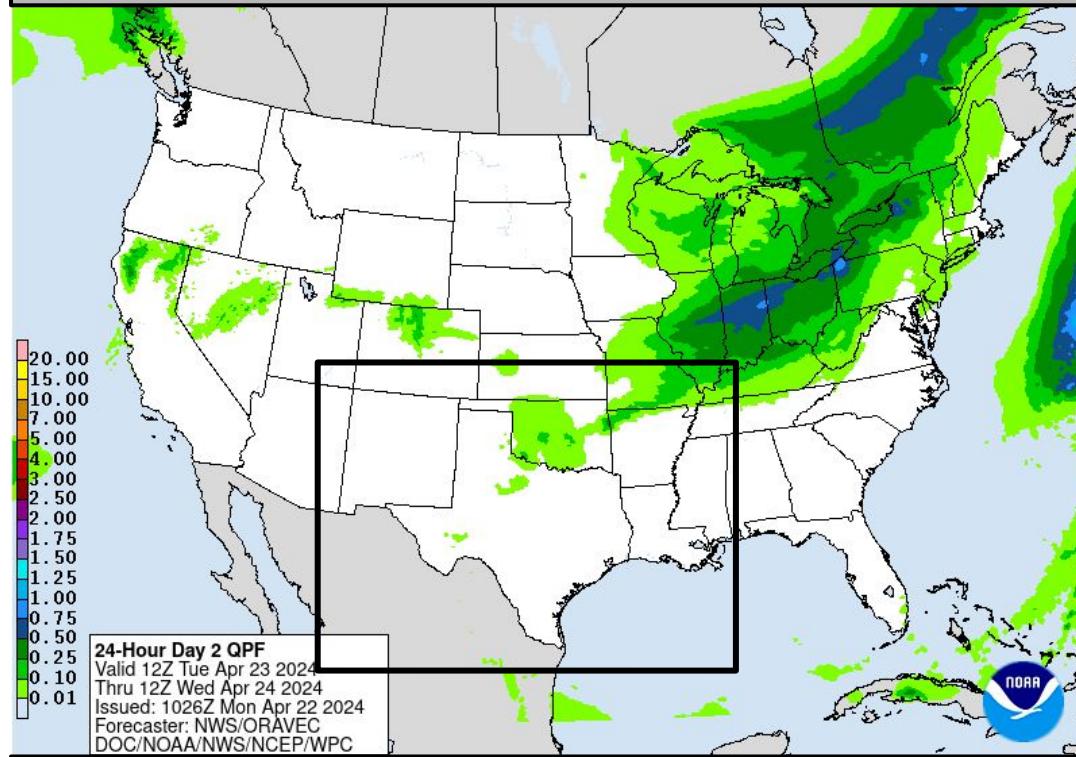 20.00
15.00
10.00
7.00
5.00
4.00
3.00
2.50
2.00
1.75
1.50
1.25
1.00
0.75
0.50
0.25
0.10
0.01
24-Hour Day 2 QPF
Valid 12Z Tue Apr 23 2024
Thru 12Z Wed Apr 24 2024
Issued: 1026Z Mon Apr 22 2024
Forecaster: NWS/ORAVEC
DOC/NOAA/NWS/NCEP/WPC
NOAA